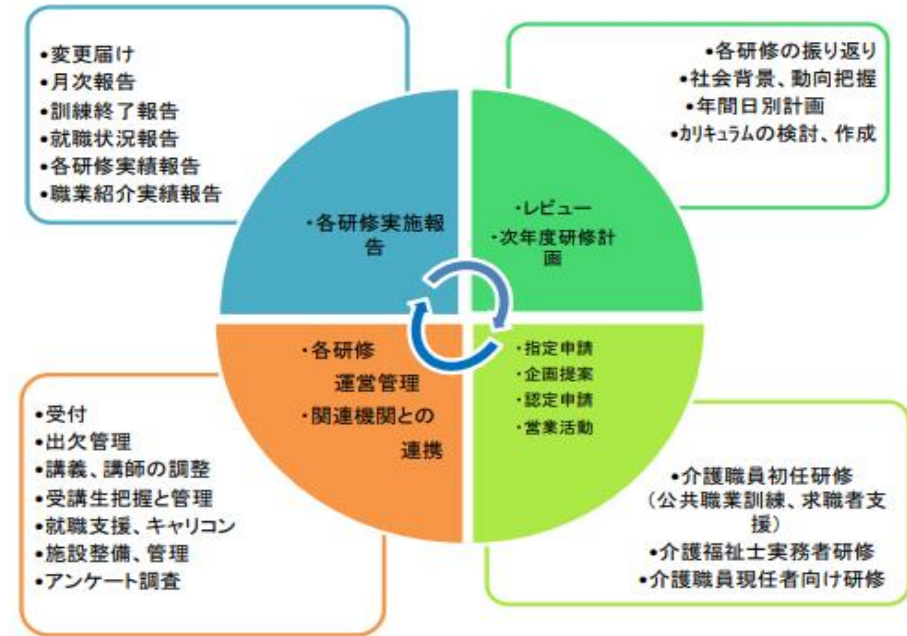 •変更届け
•月次報告
•訓練終了報告
•就職状況報告
•各研修実績報告
•職業紹介実績報告
•各研修の振り返り
•社会背景、動向把握
•年間日別計画
•カリキュラムの検討、作成
・各研修実施報
告
・レビュー
・次年度研修計
画
・各研修
運営管理
・関連機関との
連携
・指定申請
・企画提案
・認定申請
・営業活動
•受付
•出欠管理
•講義、講師の調整
•受講生把握と管理
•就職支援、キャリコン
•施設整備、管理
•アンケート調査
•介護職員初任研修
（公共職業訓練、求職者支
援）
•介護福祉士実務者研修
•介護職員現任者向け研修